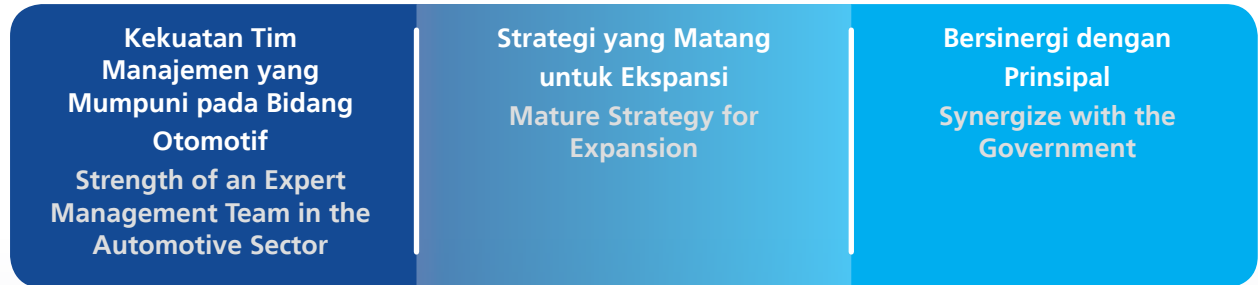 Kekuatan Tim
Manajemen yang
Mumpuni pada Bidang
Otomotif
Strength of an Expert
Management Team in the
Automotive Sector
Strategi yang Matang
untuk Ekspansi
Mature Strategy for
Expansion
Bersinergi dengan
Prinsipal
Synergize with the
Government